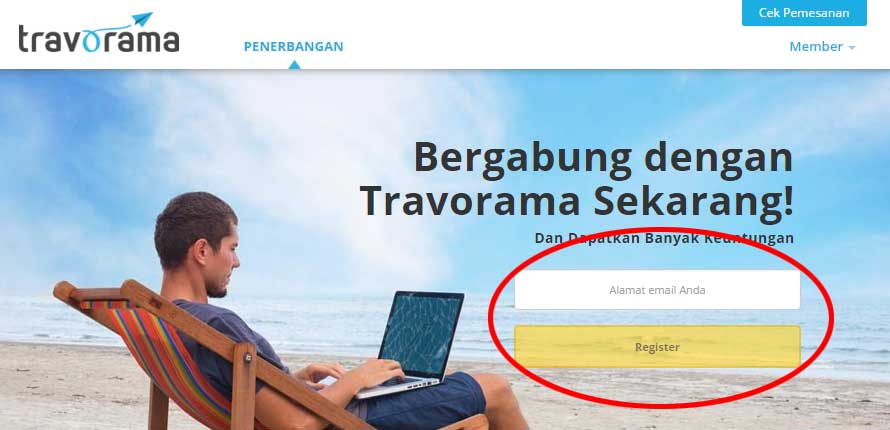 Cek Pemesanan
travorama
PENERBANGAN
Member
Bergabung dengan
Travorama Sekarang!
Dan Dapatkan Banyak Keuntungan
Alamat email Anda
Register